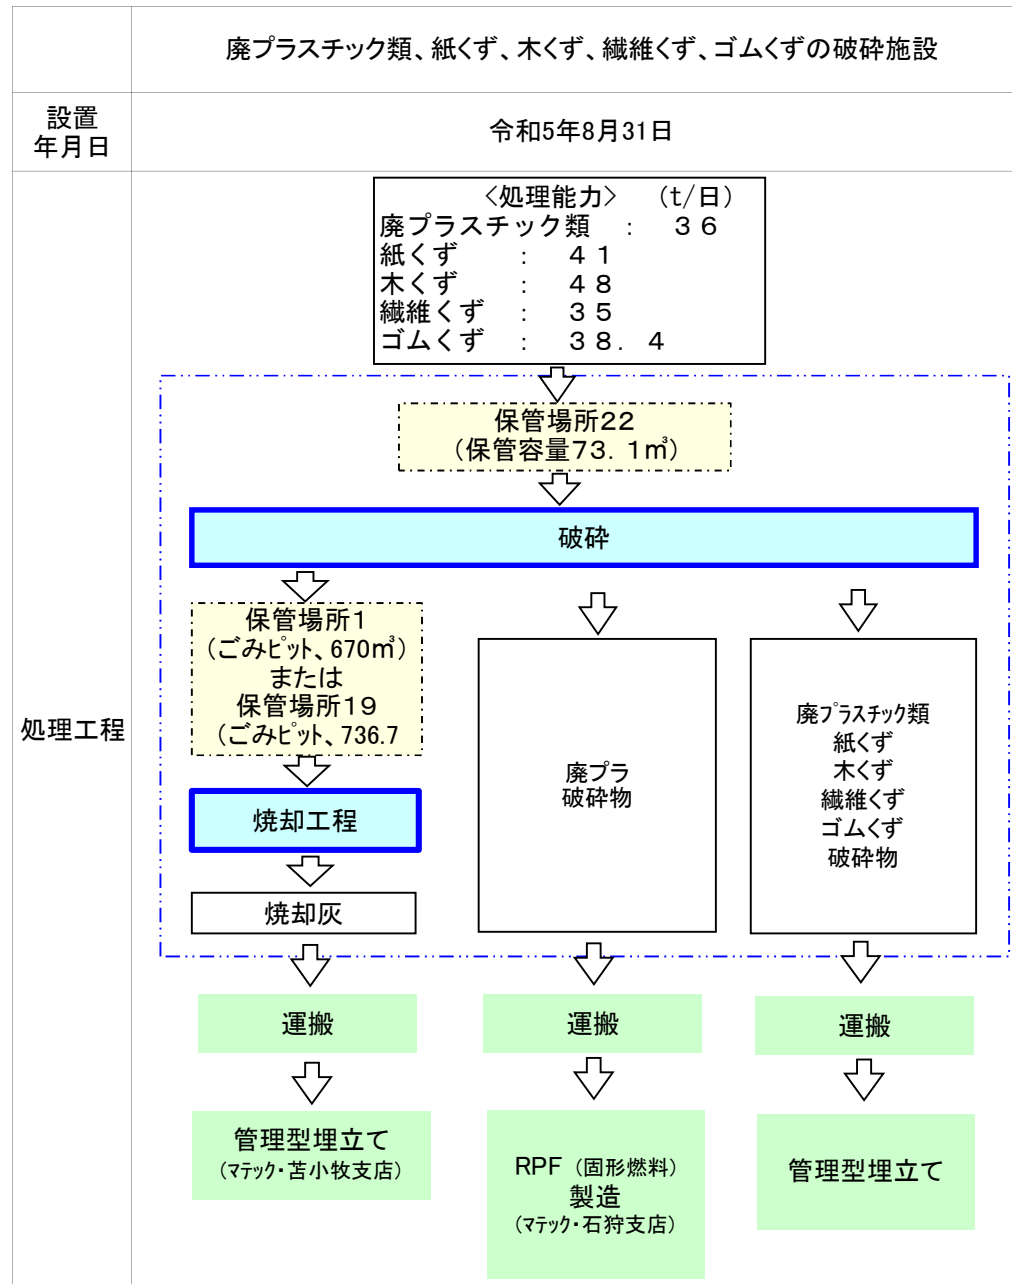 廃プラスチック類、紙くず、木くず、繊維くず、ゴムくずの破砕施設
設置
年月日
令和5年8月31日
処理工程
＜処理能力＞ （t/日）
廃プラスチック類 ： ３６
紙くず ： ４１
木くず ： ４８
繊維くず ： ３５
ゴムくず ： ３８．４
保管場所２２
（保管容量７３．１㎥）
破砕
保管場所１
（ごみﾋﾟｯﾄ、670㎥）
または
保管場所１９
（ごみﾋﾟｯﾄ、736.7
焼却工程
焼却灰
廃プラ
破砕物
廃ﾌﾟﾗｽﾁｯｸ類
紙くず
木くず
繊維くず
ゴムくず
破砕物
運搬
運搬
運搬
管理型埋立て
（ﾏﾃｯｸ・苫小牧支店）
RPF（固形燃料）
製造
（ﾏﾃｯｸ・石狩支店）
管理型埋立て